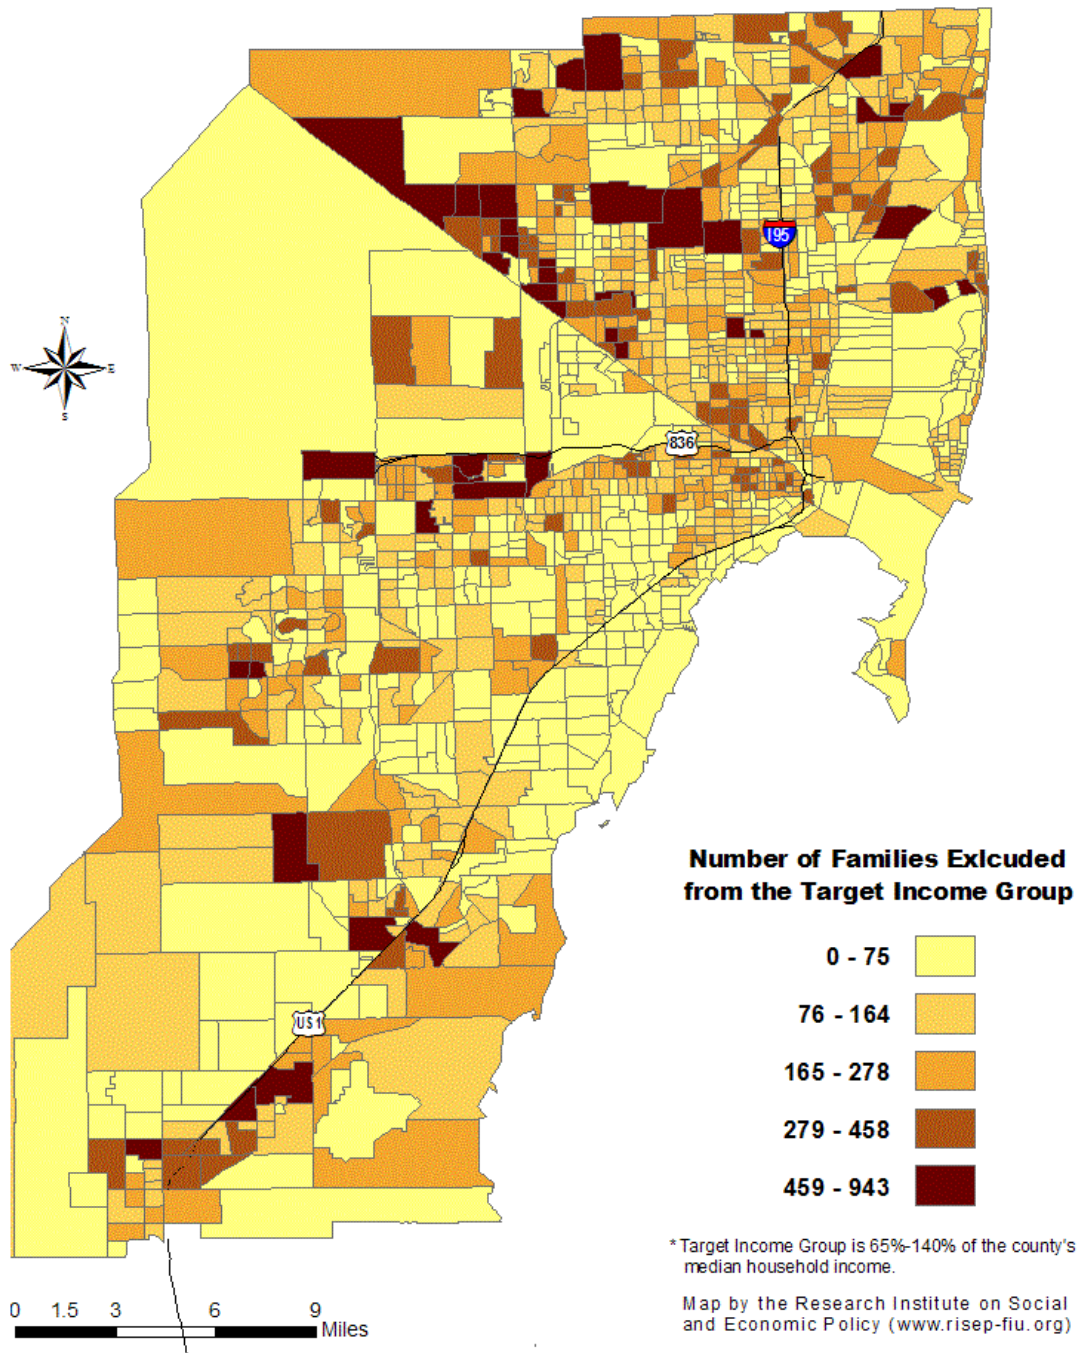 I95
N
W E
S
836
Number of Families Exlcuded
from the Target Income Group
0 - 75
76 - 164
165 - 278
279 - 458
459 - 943
US 1
* Target Income Group is 65%-140% of the county's
median household income.
Map by the Research Institute on Social
and Economic Policy (www.risep-fiu.org)
0 1.5 3 6 9
Miles